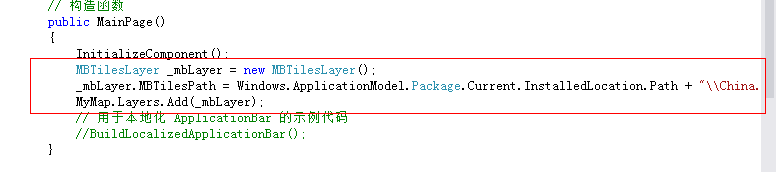 // 构造函数
public MainPage()
{
InitializeComponent();
MBTilesLayer _mbLayer = new MBTilesLayer();
_mbLayer.MBTilesPath = Windows.ApplicationModel.Package.Current.InstalledLocation.Path + "\\China.
MyMap.Layers.Add(_mbLayer);
// 用于本地化 ApplicationBar 的示例代码
//BuildLocalizedApplicationBar();
}